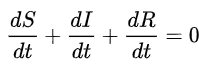 dS/dt + dI/dt + dR/dt = 0